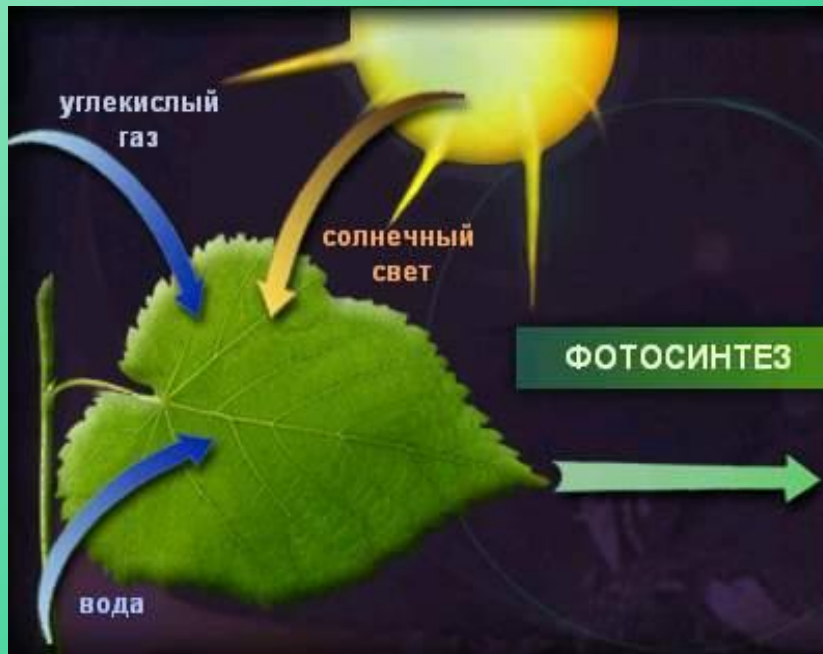 углекислый
газ
солнечный
свет
ФОТОСИНТЕЗ
вода